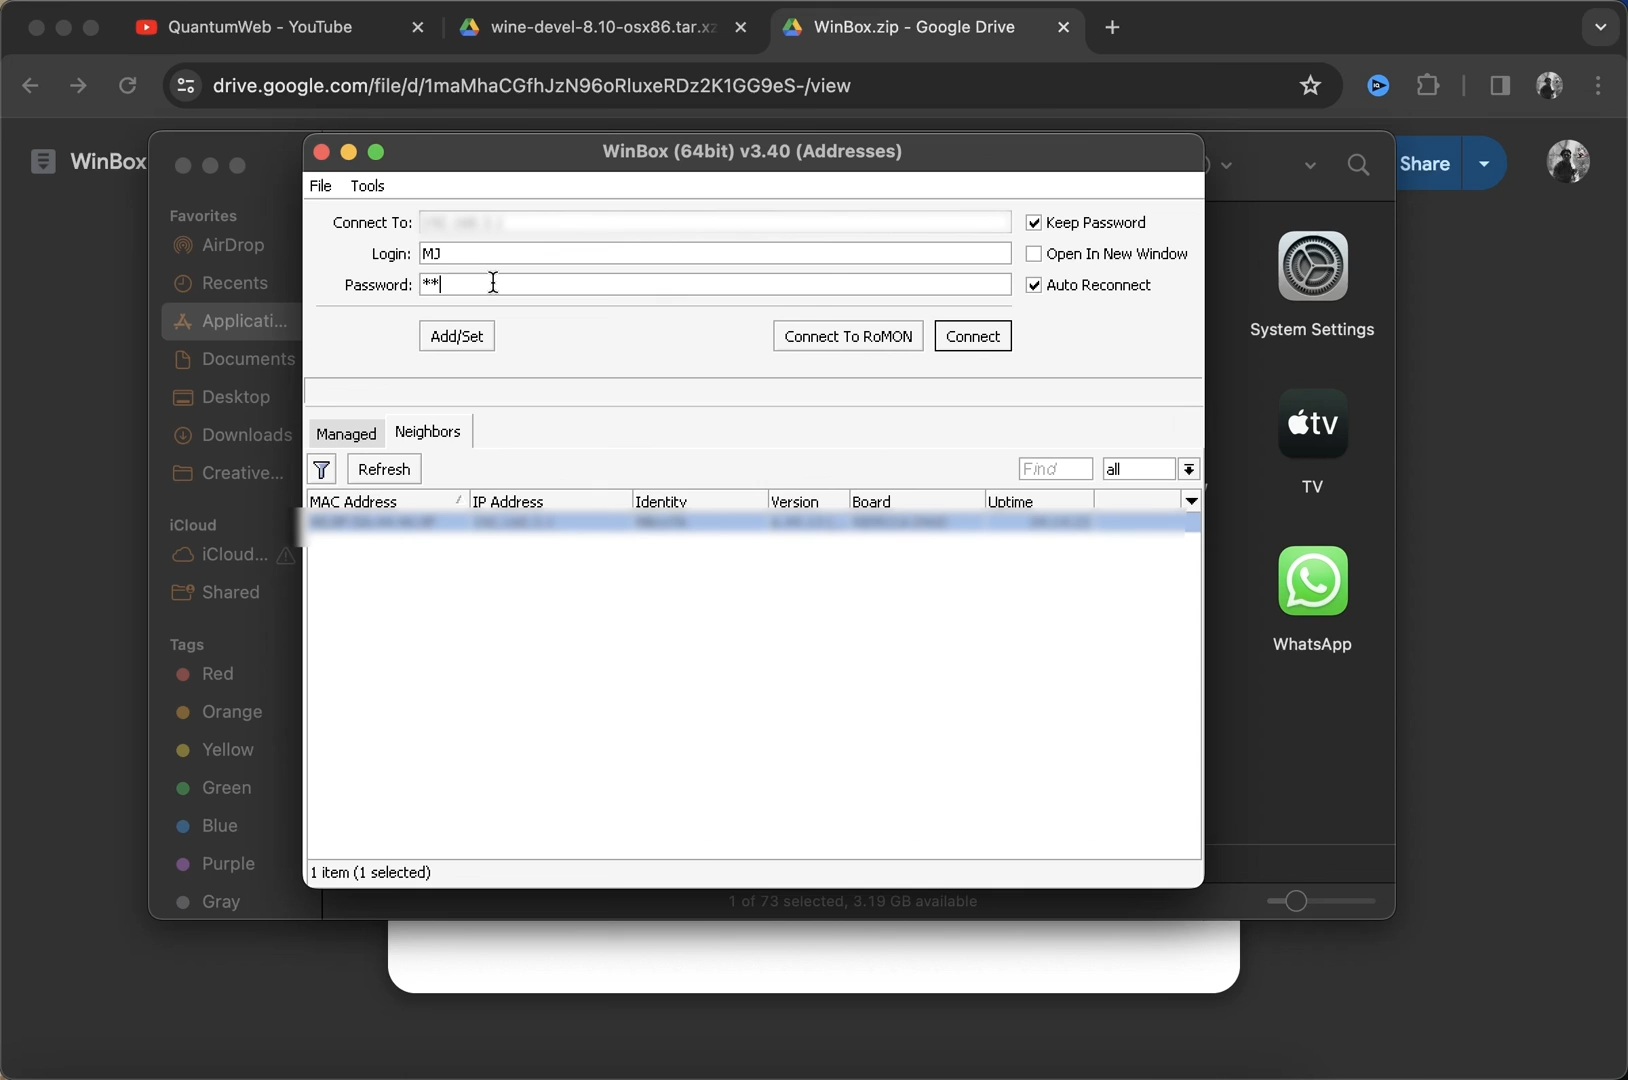 QuantumWeb - YouTube
wine-devel-8.10-osx86.tar.xz
WinBox.zip - Google Drive
drive.google.com/file/d/1maMhaCGfhJzN96oRluxeRDz2K1GG9eS-/view
WinBox
Share
WinBox (64bit) v3.40 (Addresses)
File Tools
Connect To:
Keep Password
Login: MJ
Open In New Window
Password: **
Auto Reconnect
Add/Set
Connect To RoMON
Connect
Managed Neighbors
Refresh
Find
all
MAC Address IP Address Identity Version Board Uptime
1 item (1 selected)
Favorites
AirDrop
Recents
Applicati...
Documents
Desktop
Downloads
Creative...
iCloud
iCloud...
Shared
Tags
Red
Orange
Yellow
Green
Blue
Purple
Gray
System Settings
tv
TV
WhatsApp
1 of 73 selected, 3.19 GB available